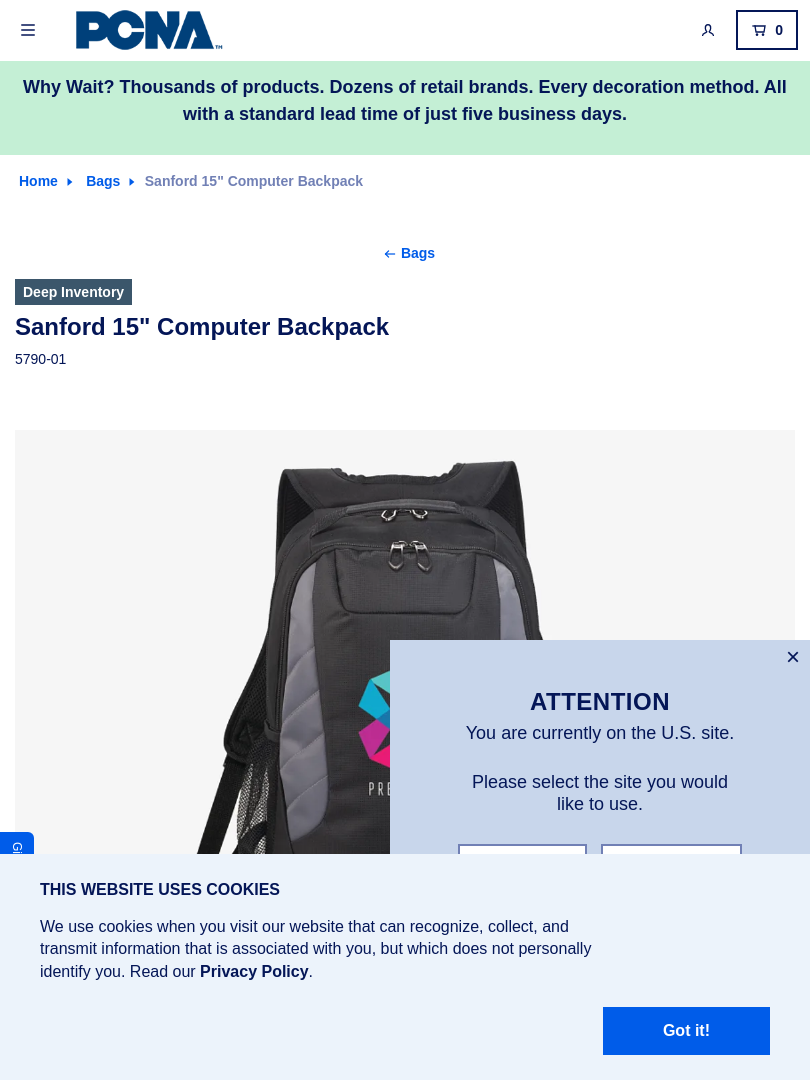 PCNA™
0
Why Wait? Thousands of products. Dozens of retail brands. Every decoration method. All
with a standard lead time of just five business days.
Home Bags Sanford 15" Computer Backpack
Bags
Deep Inventory
Sanford 15" Computer Backpack
5790-01
ATTENTION
You are currently on the U.S. site.
Please select the site you would
like to use.
THIS WEBSITE USES COOKIES
We use cookies when you visit our website that can recognize, collect, and
transmit information that is associated with you, but which does not personally
identify you. Read our Privacy Policy.
Got it!